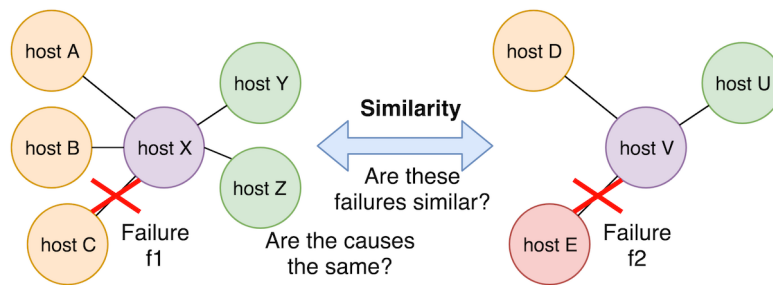 host A
host B
host C
host X
host Y
host Z
Failure
f1
Similarity
Are these
failures similar?
Are the causes
the same?
host D
host U
host V
host E
Failure
f2